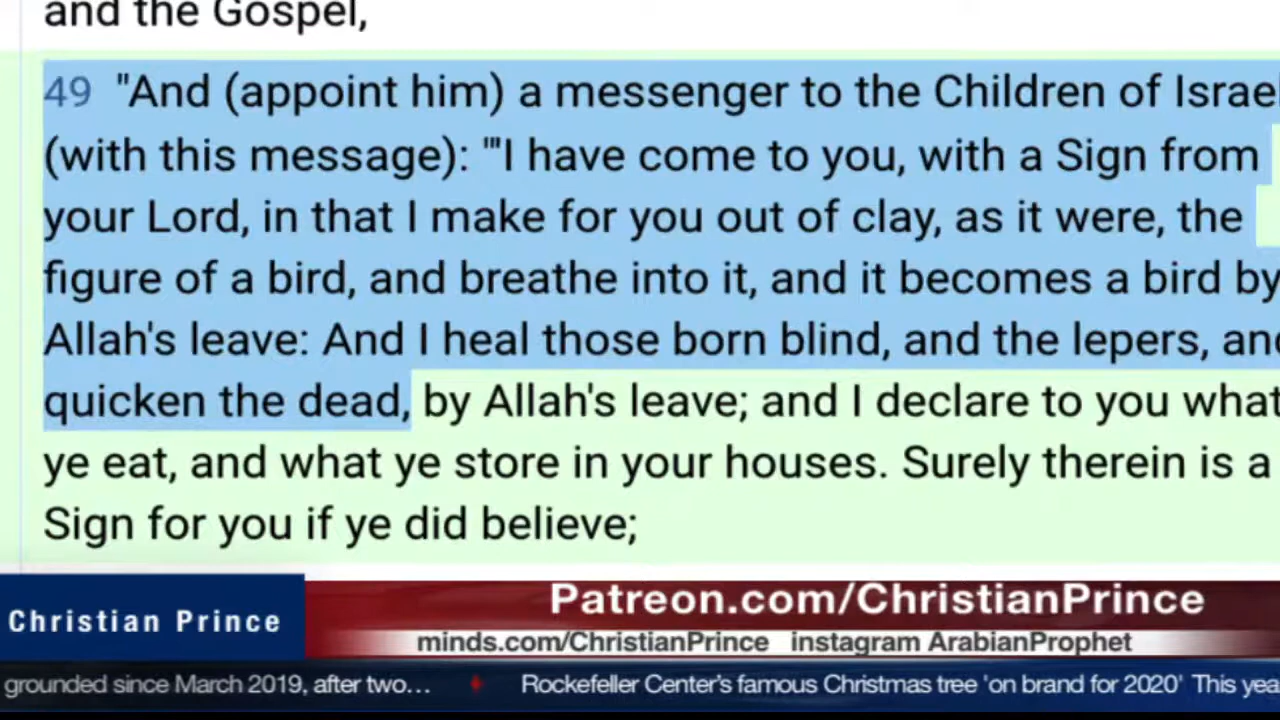 and the Gospel,
49 "And (appoint him) a messenger to the Children of Israel
(with this message): "'I have come to you, with a Sign from
your Lord, in that I make for you out of clay, as it were, the
figure of a bird, and breathe into it, and it becomes a bird by
Allah's leave: And I heal those born blind, and the lepers, and
quicken the dead, by Allah's leave; and I declare to you what
ye eat, and what ye store in your houses. Surely therein is a
Sign for you if ye did believe;
Patreon.com/ChristianPrince
Christian Prince
minds.com/ChristianPrince instagram ArabianProphet
grounded since March 2019, after two... Rockefeller Center's famous Christmas tree 'on brand for 2020' This yea